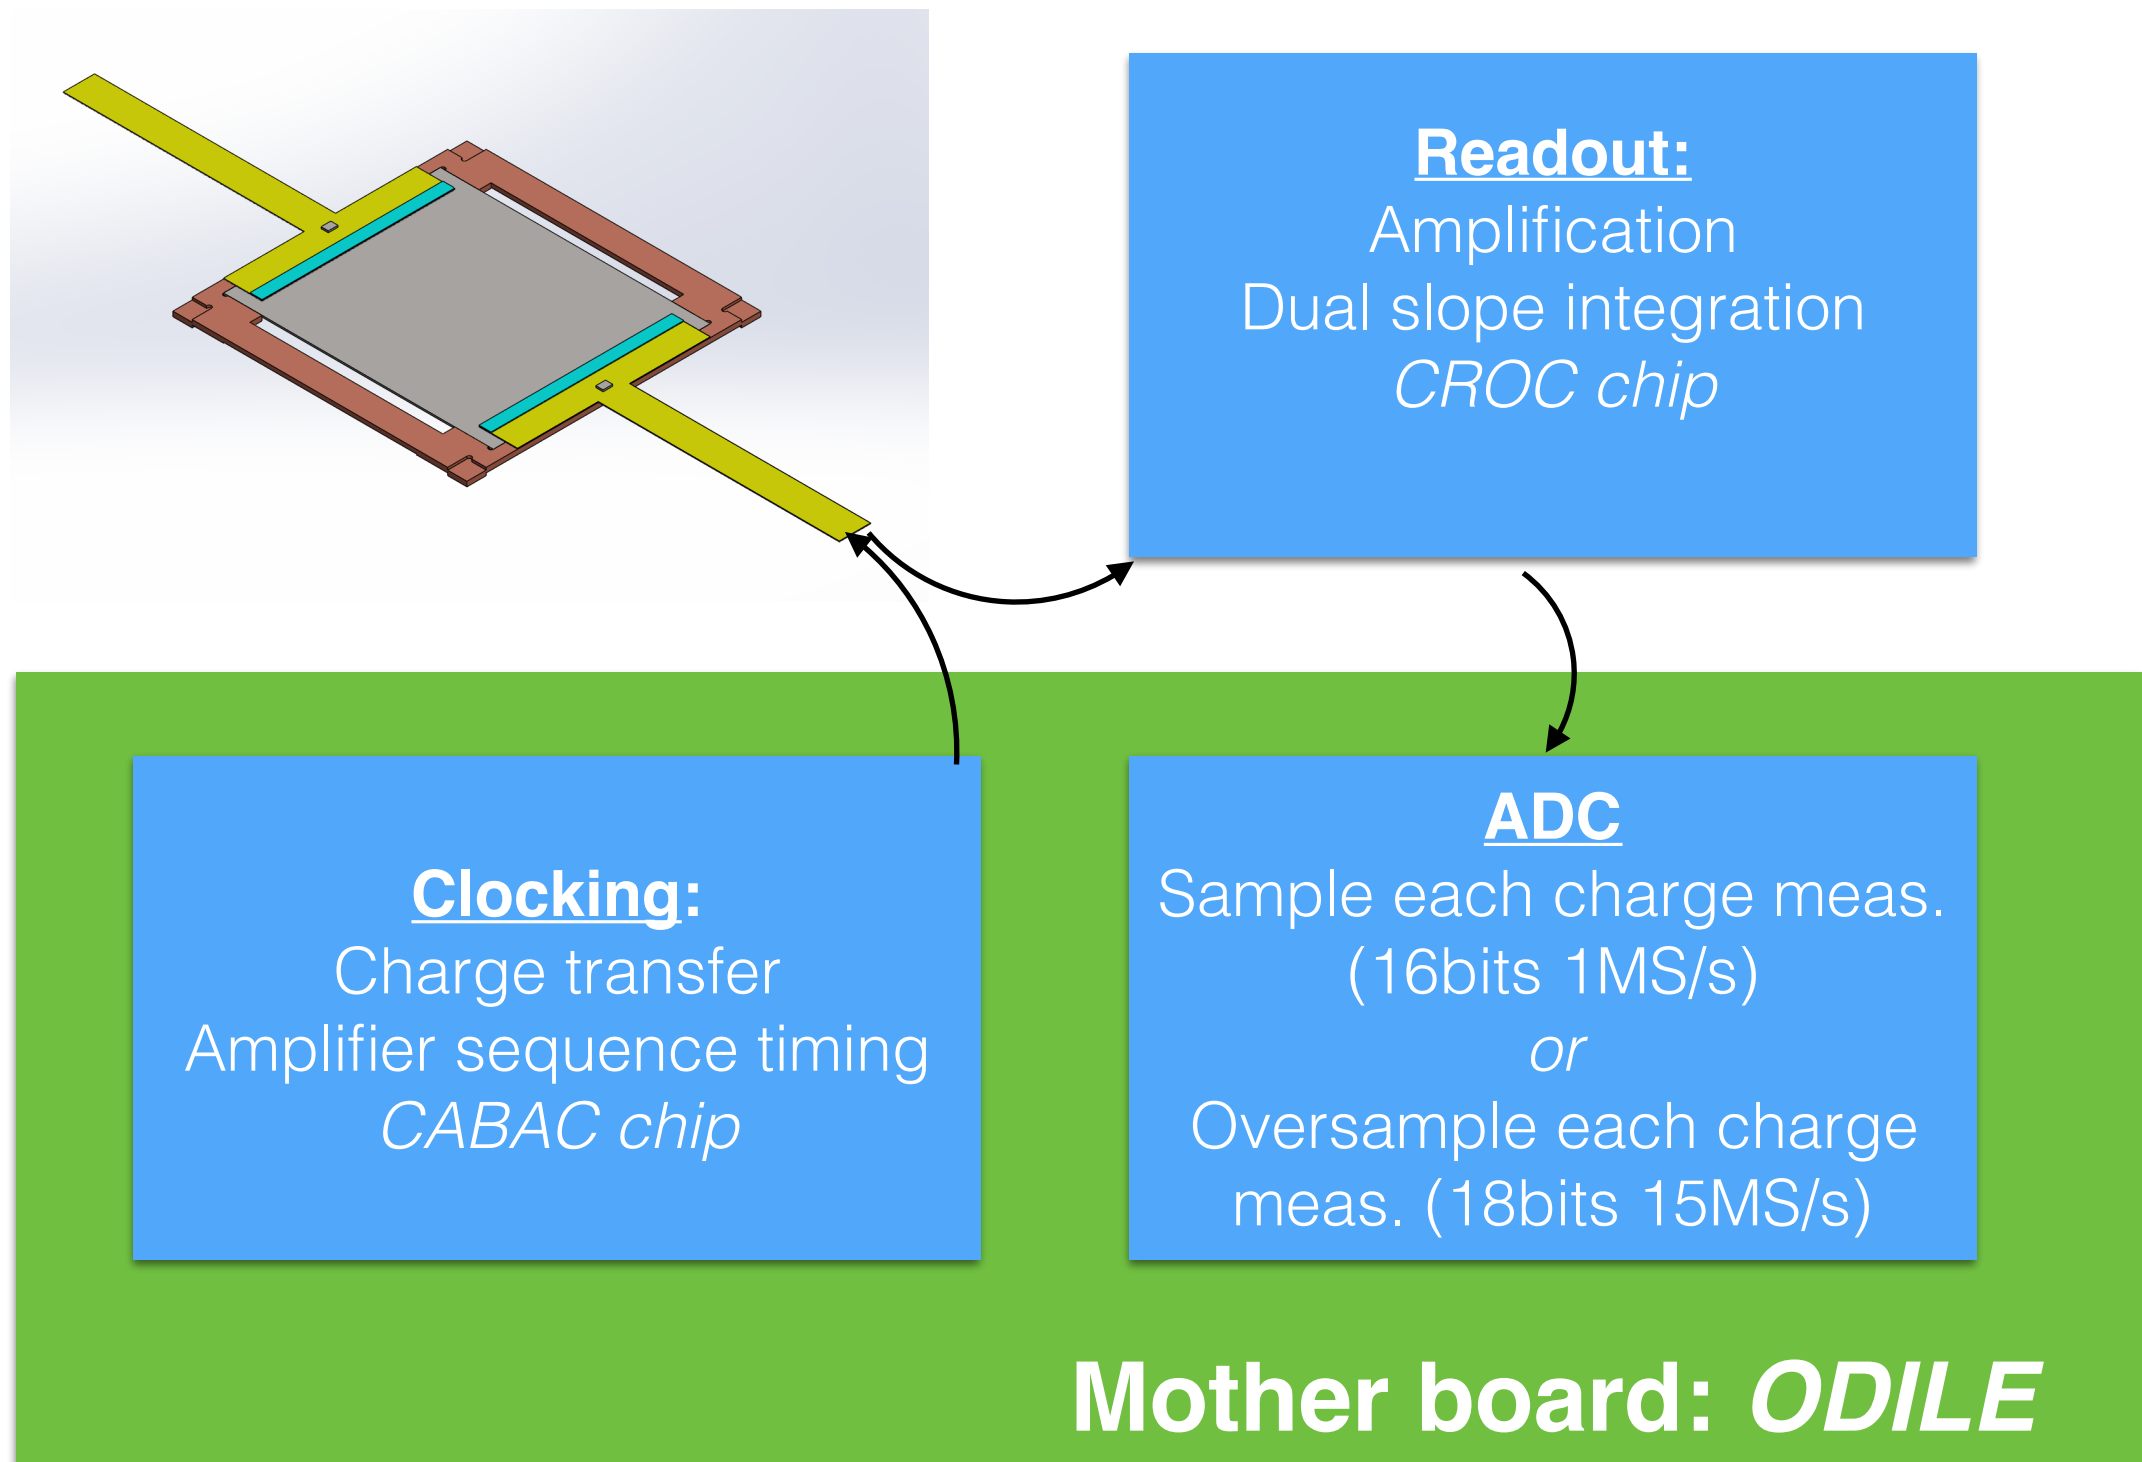 Readout:
Amplification
Dual slope integration
CROC chip
Clocking:
Charge transfer
Amplifier sequence timing
CABAC chip
ADC
Sample each charge meas.
(16bits 1MS/s)
or
Oversample each charge
meas. (18bits 15MS/s)
Mother board: ODILE